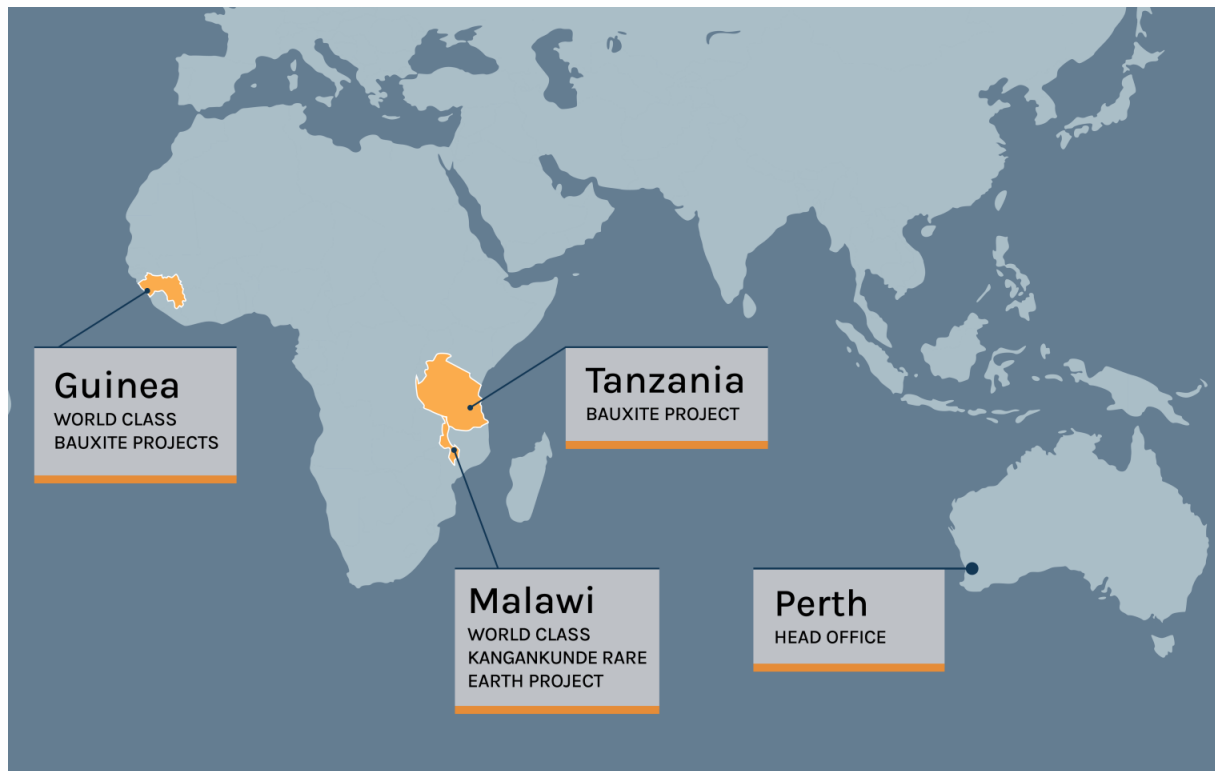 Guinea
WORLD CLASS
BAUXITE PROJECTS
Tanzania
BAUXITE PROJECT
Malawi
WORLD CLASS
KANGANKUNDE RARE
EARTH PROJECT
Perth
HEAD OFFICE